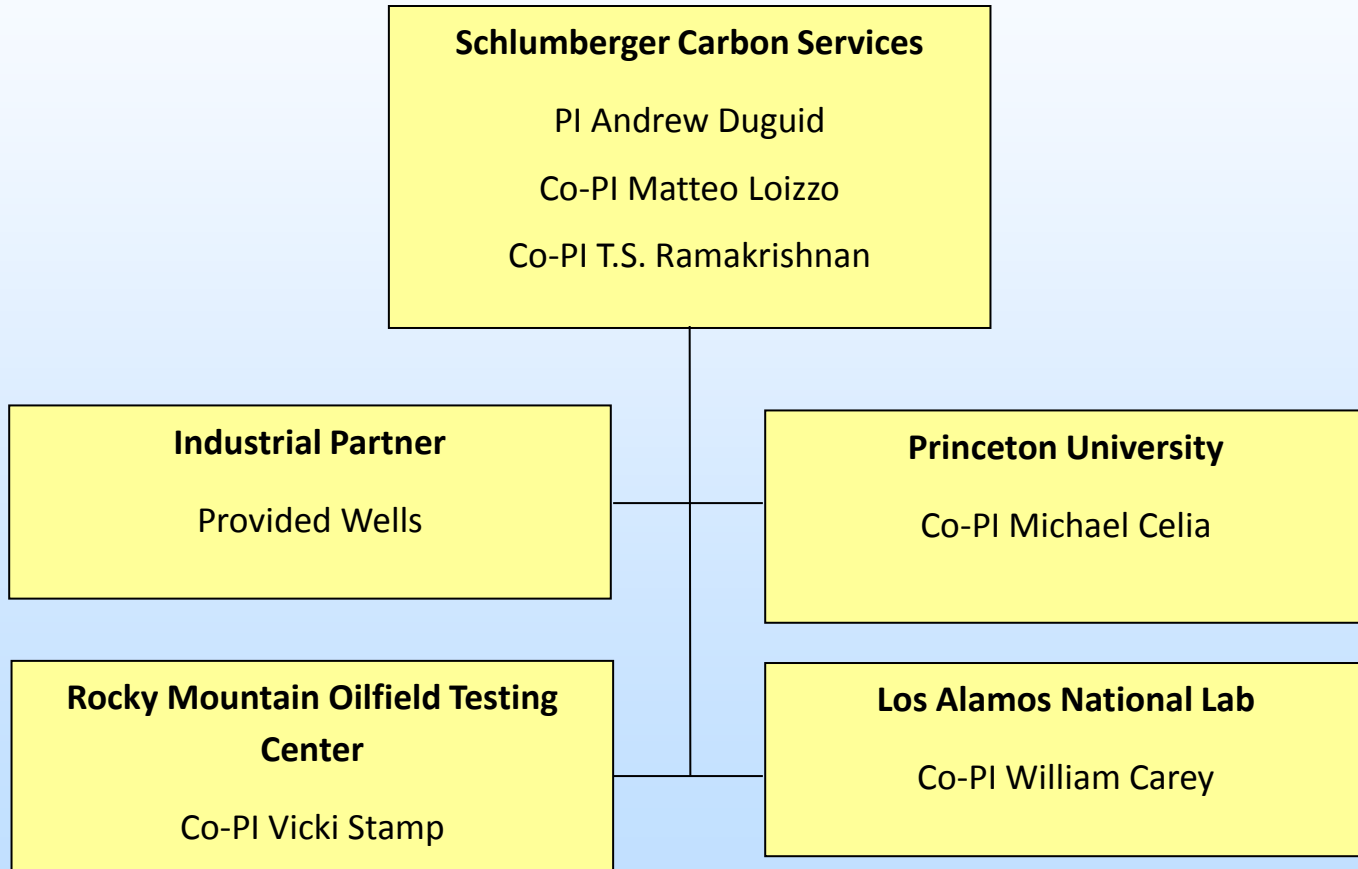 Schlumberger Carbon Services
PI Andrew Duguid
Co-PI Matteo Loizzo
Co-PI T.S. Ramakrishnan
Industrial Partner
Provided Wells
Princeton University
Co-PI Michael Celia
Rocky Mountain Oilfield Testing
Center
Co-PI Vicki Stamp
Los Alamos National Lab
Co-PI William Carey